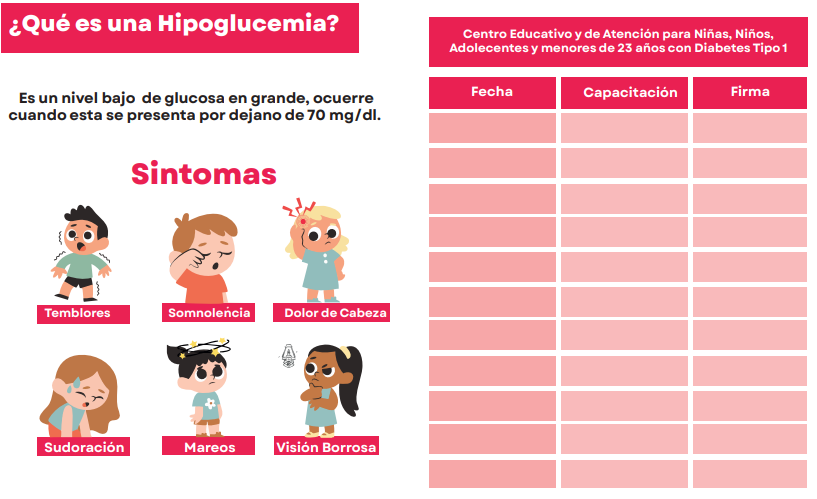 ¿Qué es una Hipoglucemia?
Es un nivel bajo de glucosa en grande, ocuerre
cuando esta se presenta por dejano de 70 mg/dl.
Sintomas
Temblores
Somnolencia
Dolor de Cabeza
Sudoración
Mareos
Visión Borrosa
Centro Educativo y de Atención para Niñas, Niños,
Adolecentes y menores de 23 años con Diabetes Tipo 1
Fecha
Capacitación
Firma